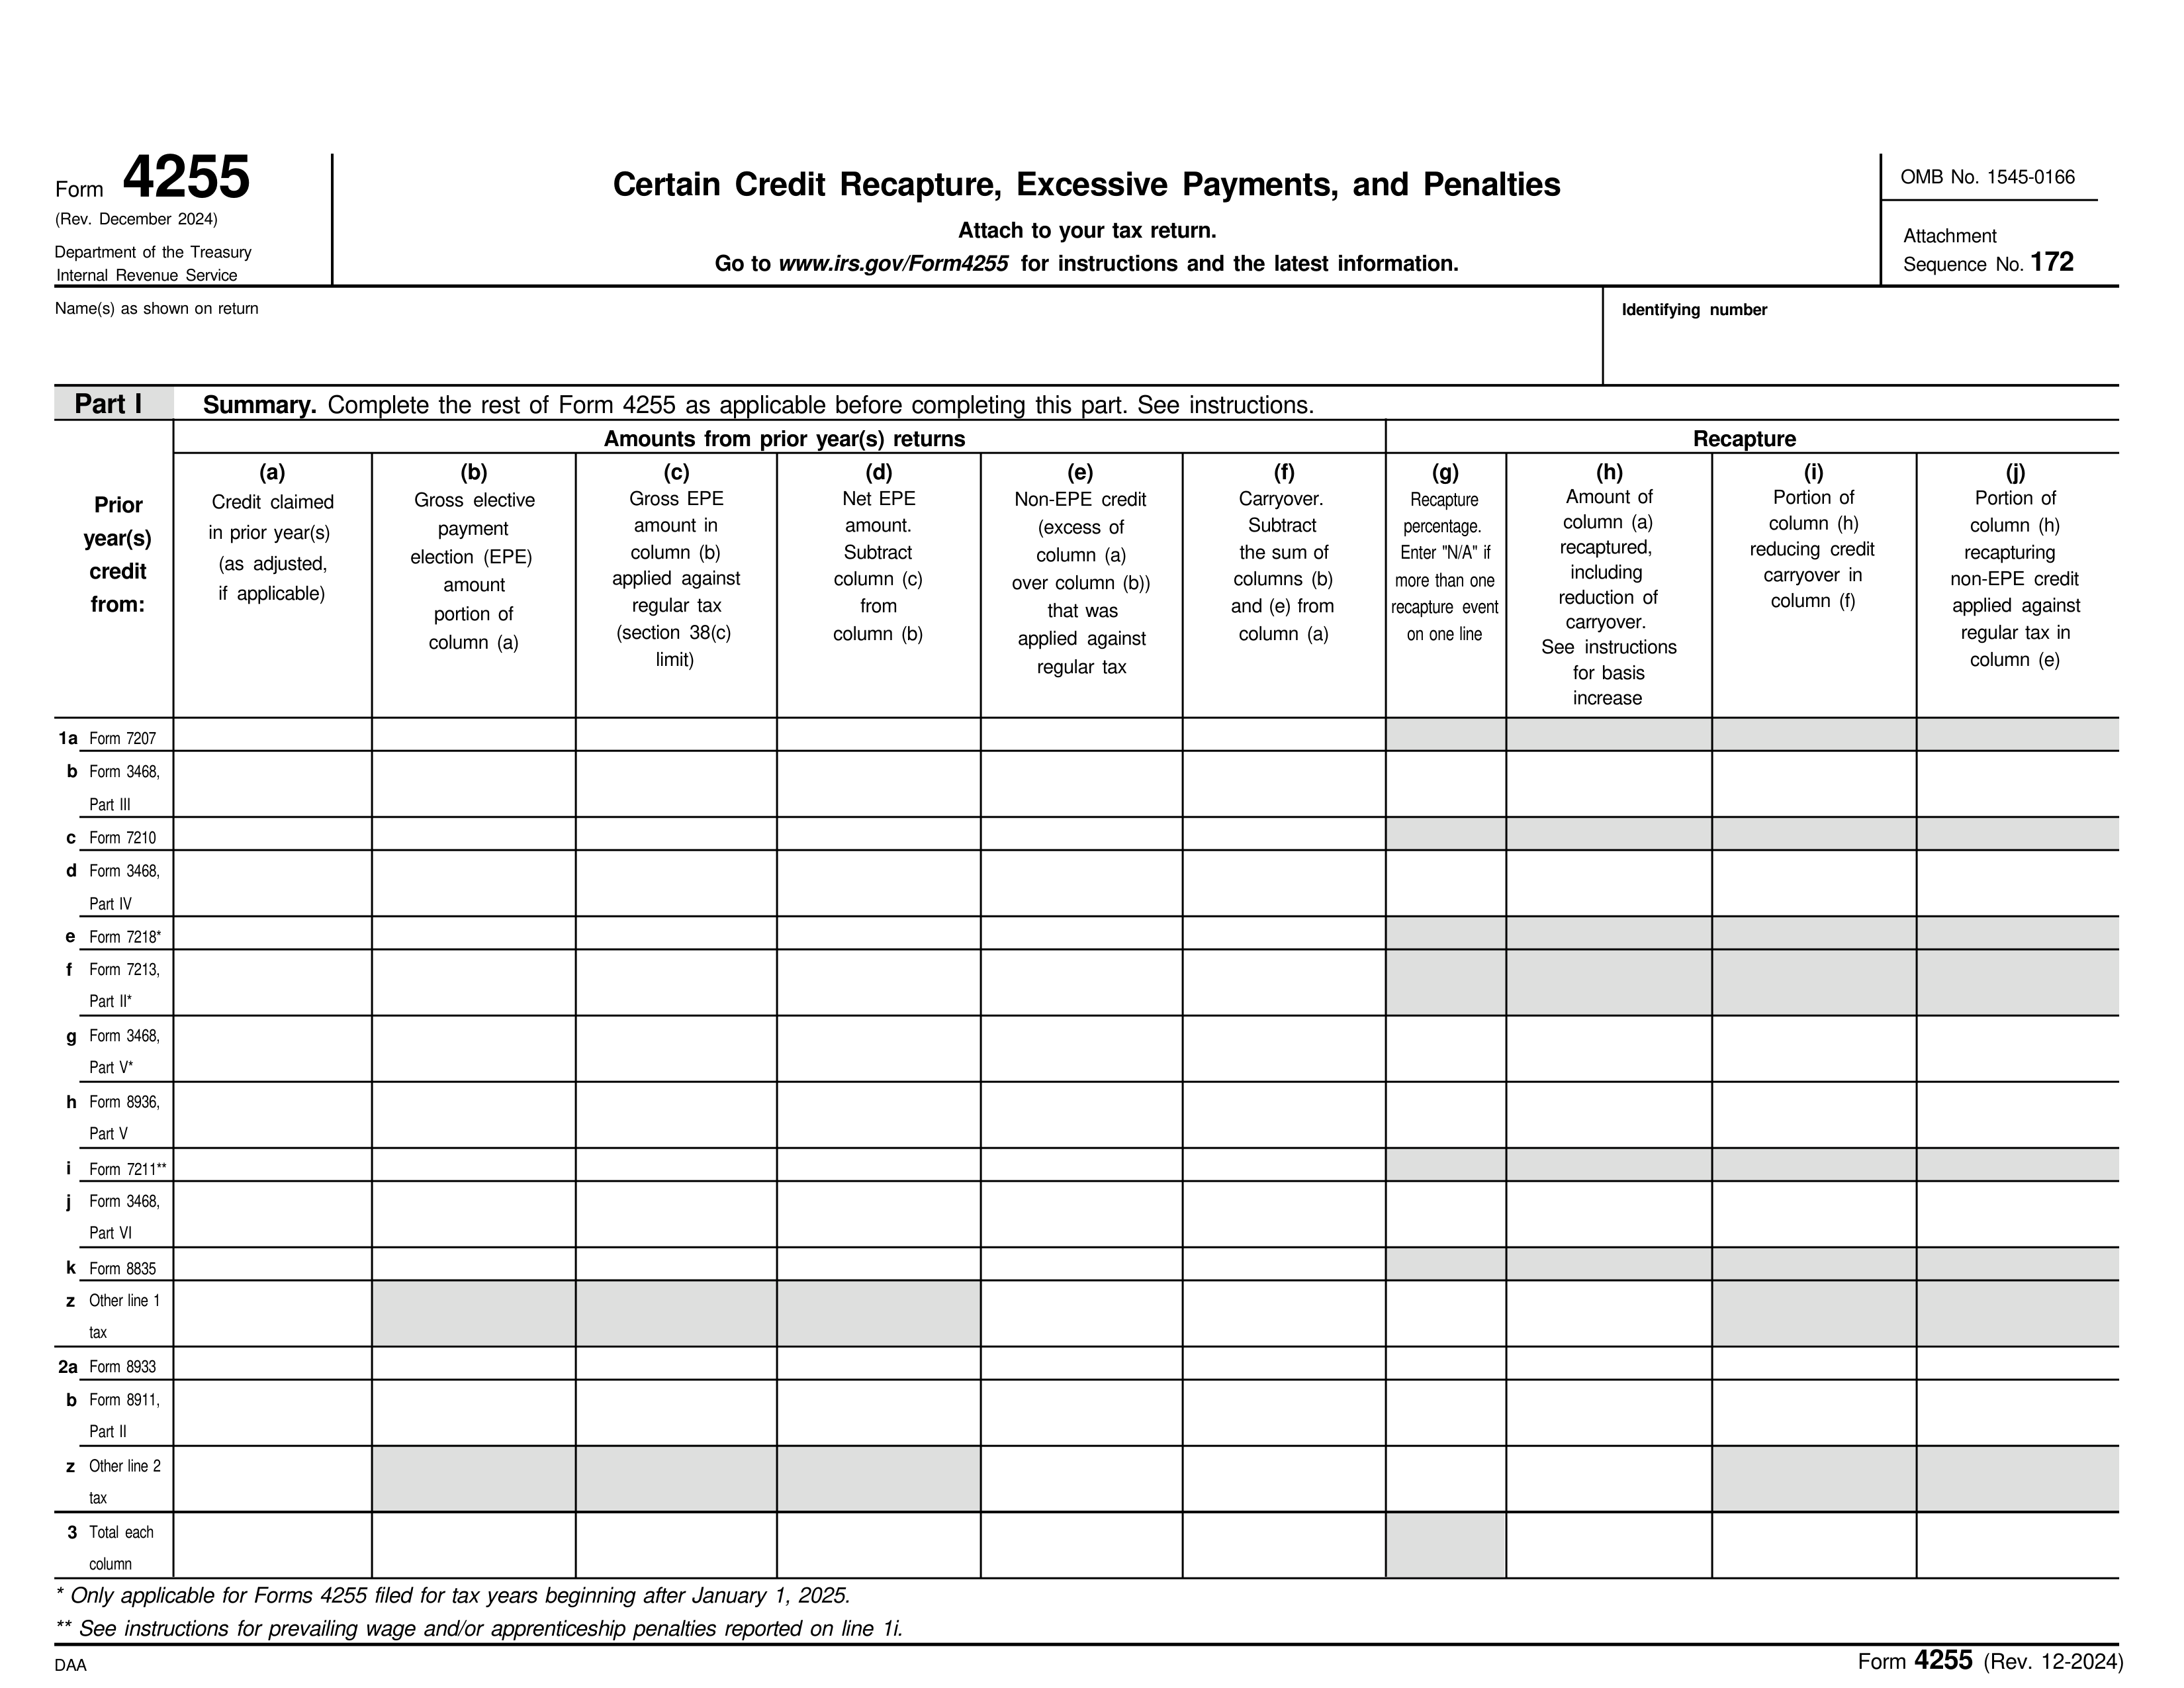 Form 4255
(Rev. December 2024)
Department of the Treasury
Internal Revenue Service
Certain Credit Recapture, Excessive Payments, and Penalties
Attach to your tax return.
Go to www.irs.gov/Form4255 for instructions and the latest information.
OMB No. 1545-0166
Attachment
Sequence No. 172
Name(s) as shown on return
Identifying number
Part I Summary. Complete the rest of Form 4255 as applicable before completing this part. See instructions.
Prior
year(s)
credit
from:
Amounts from prior year(s) returns
Recapture
(a)
Credit claimed
in prior year(s)
(as adjusted,
if applicable)
(b)
Gross elective
payment
election (EPE)
amount
portion of
column (a)
(c)
Gross EPE
amount in
column (b)
applied against
regular tax
(section 38(c)
limit)
(d)
Net EPE
amount.
Subtract
column (c)
from
column (b)
(e)
Non-EPE credit
(excess of
column (a)
over column (b))
that was
applied against
regular tax
(f)
Carryover.
Subtract
the sum of
columns (b)
and (e) from
column (a)
(g)
Recapture
percentage.
Enter "N/A" if
more than one
recapture event
on one line
(h)
Amount of
column (a)
recaptured,
including
reduction of
carryover.
See instructions
for basis
increase
(i)
Portion of
column (h)
reducing credit
carryover in
column (f)
(j)
Portion of
column (h)
recapturing
non-EPE credit
applied against
regular tax in
column (e)
1a Form 7207
b Form 3468,
Part III
c Form 7210
d Form 3468,
Part IV
e Form 7218*
f Form 7213,
Part II*
g Form 3468,
Part V*
h Form 8936,
Part V
i Form 7211**
j Form 3468,
Part VI
k Form 8835
z Other line 1
tax
2a Form 8933
b Form 8911,
Part II
z Other line 2
tax
3 Total each
column
* Only applicable for Forms 4255 filed for tax years beginning after January 1, 2025.
** See instructions for prevailing wage and/or apprenticeship penalties reported on line 1i.
DAA
Form 4255 (Rev. 12-2024)